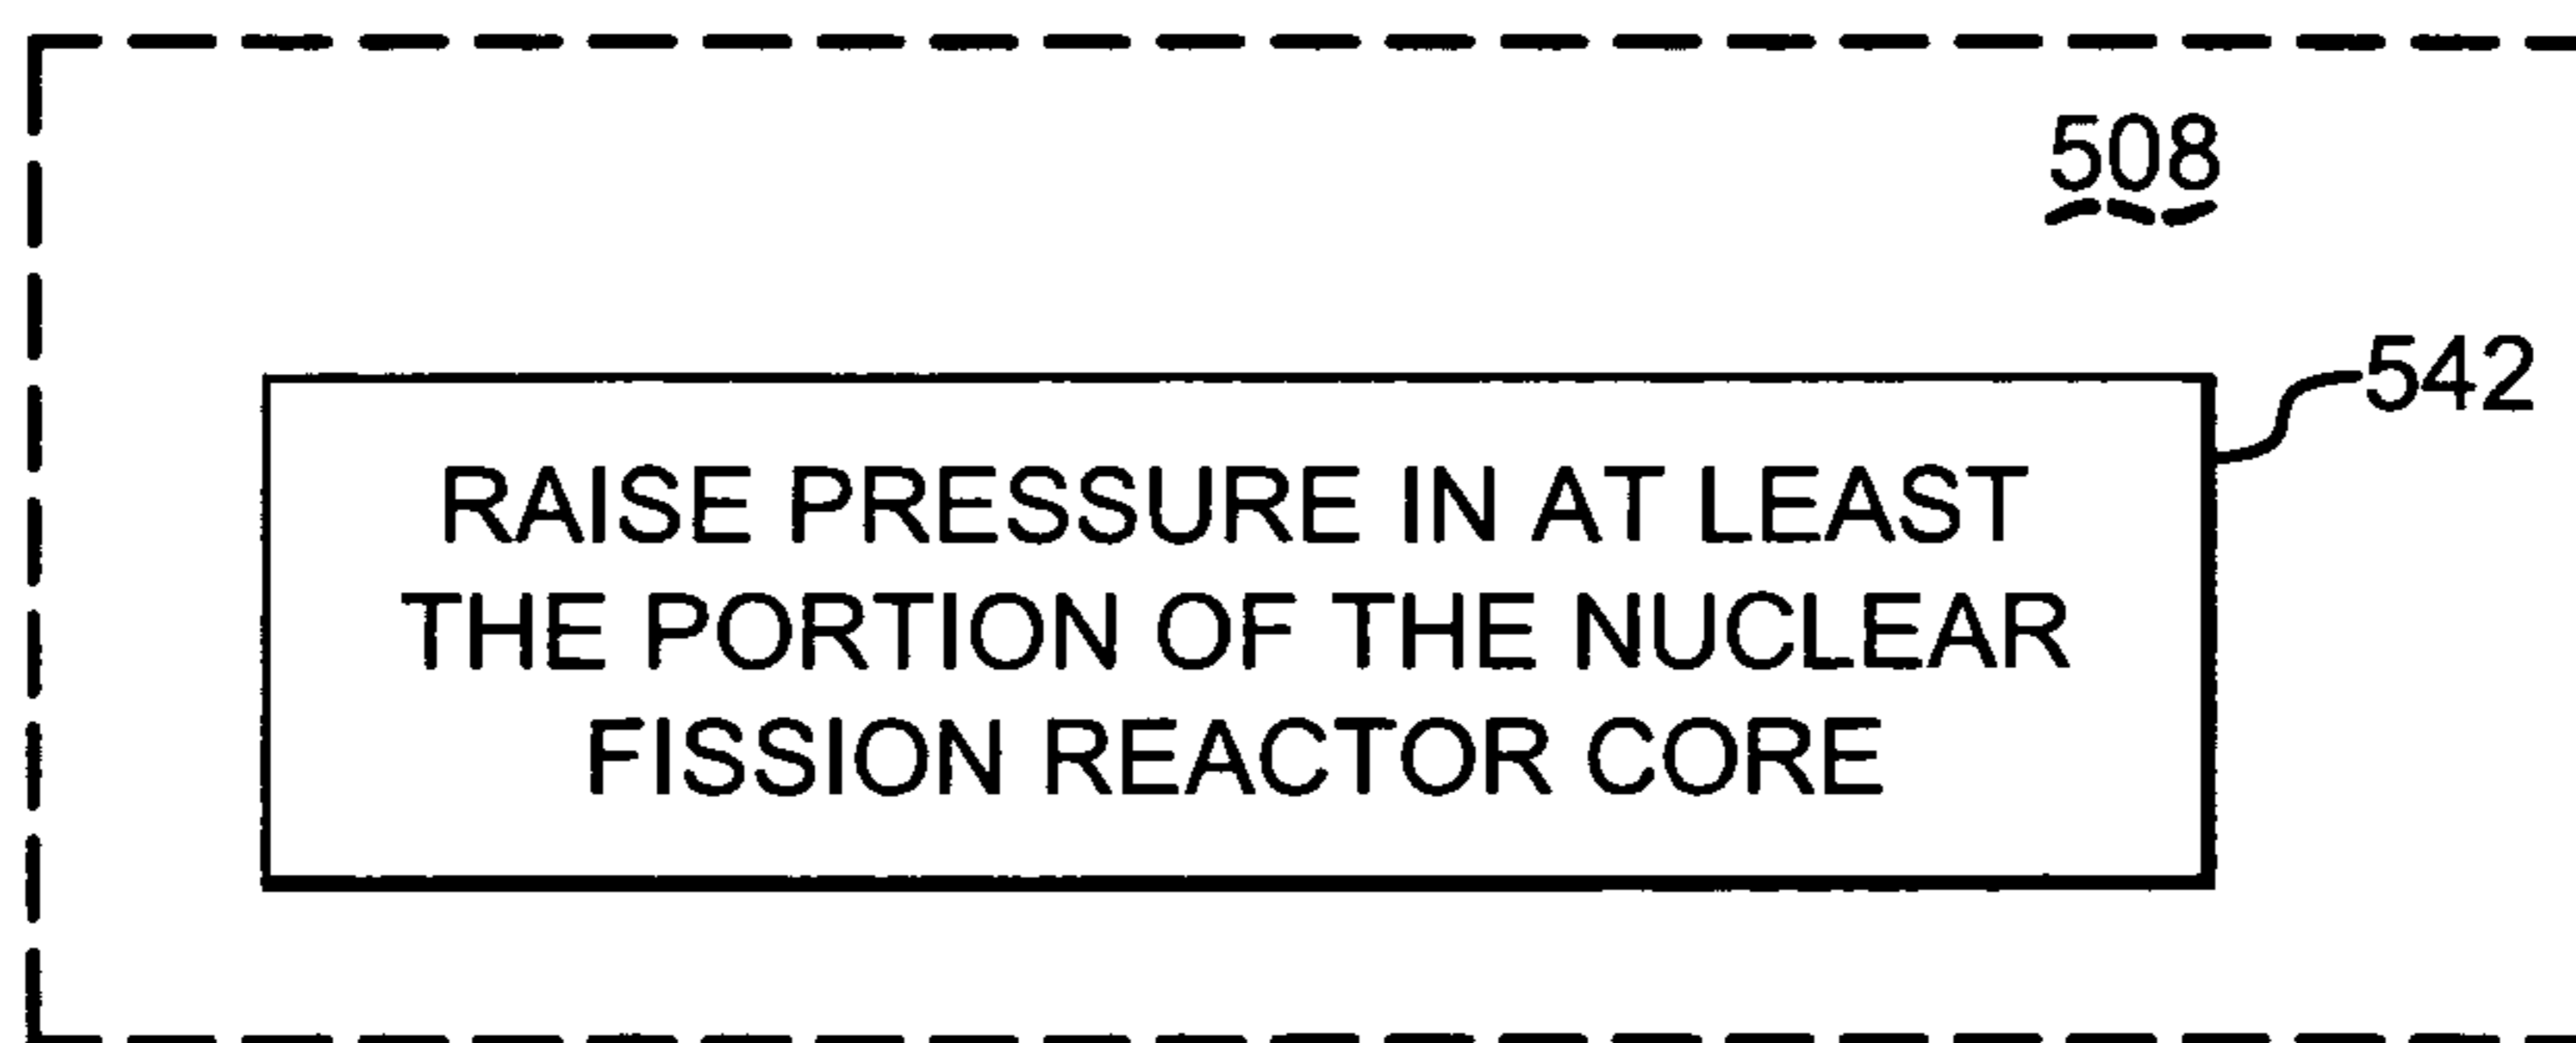 508
542
RAISE PRESSURE IN AT LEAST
THE PORTION OF THE NUCLEAR
FISSION REACTOR CORE